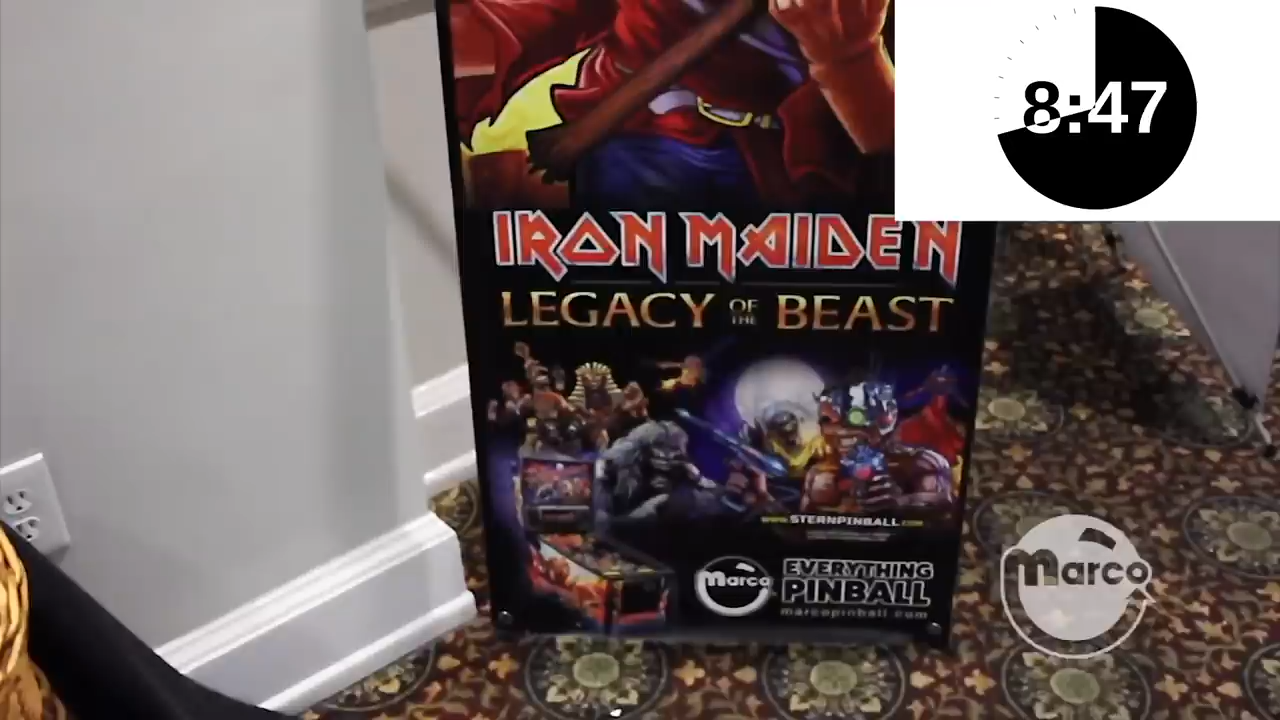 8:47
IRON MAIDEN
LEGACY OF THE BEAST
www.STERNPINBALL.com
marco EVERYTHING PINBALL
marcopinball.com
marco